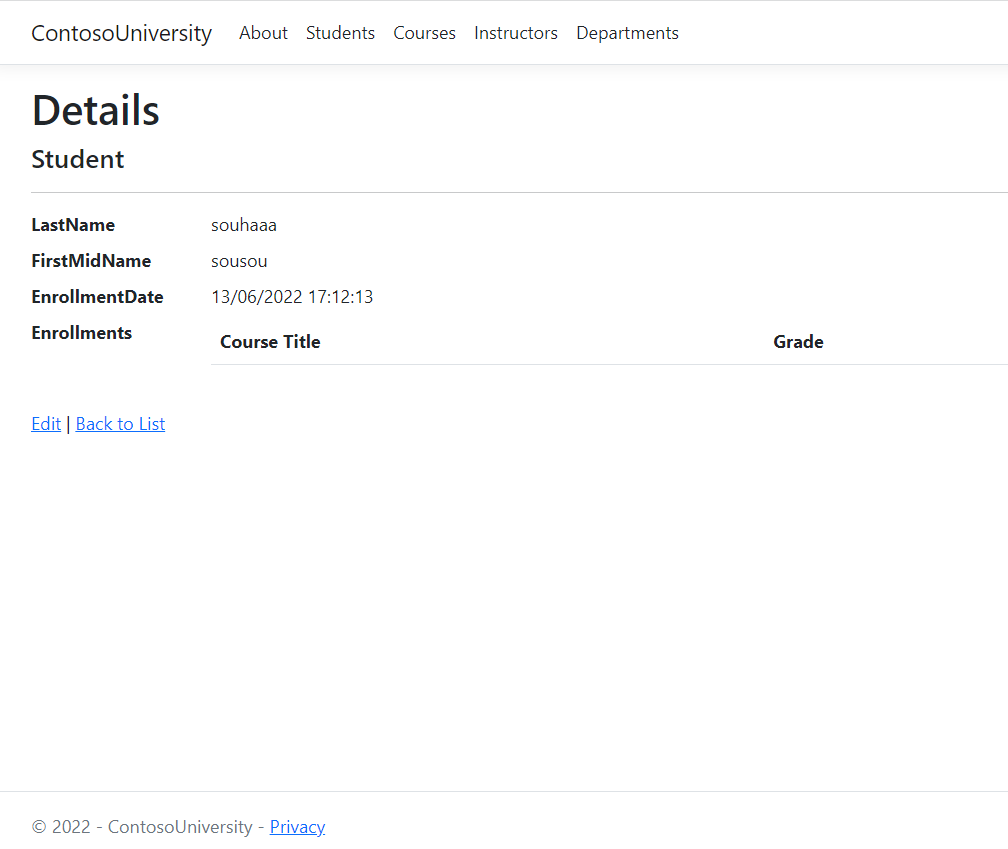 ContosoUniversity About Students Courses Instructors Departments
Details
Student
LastName souhaaa
FirstMidName sousou
EnrollmentDate 13/06/2022 17:12:13
Enrollments Course Title Grade
Edit | Back to List
© 2022 - ContosoUniversity - Privacy